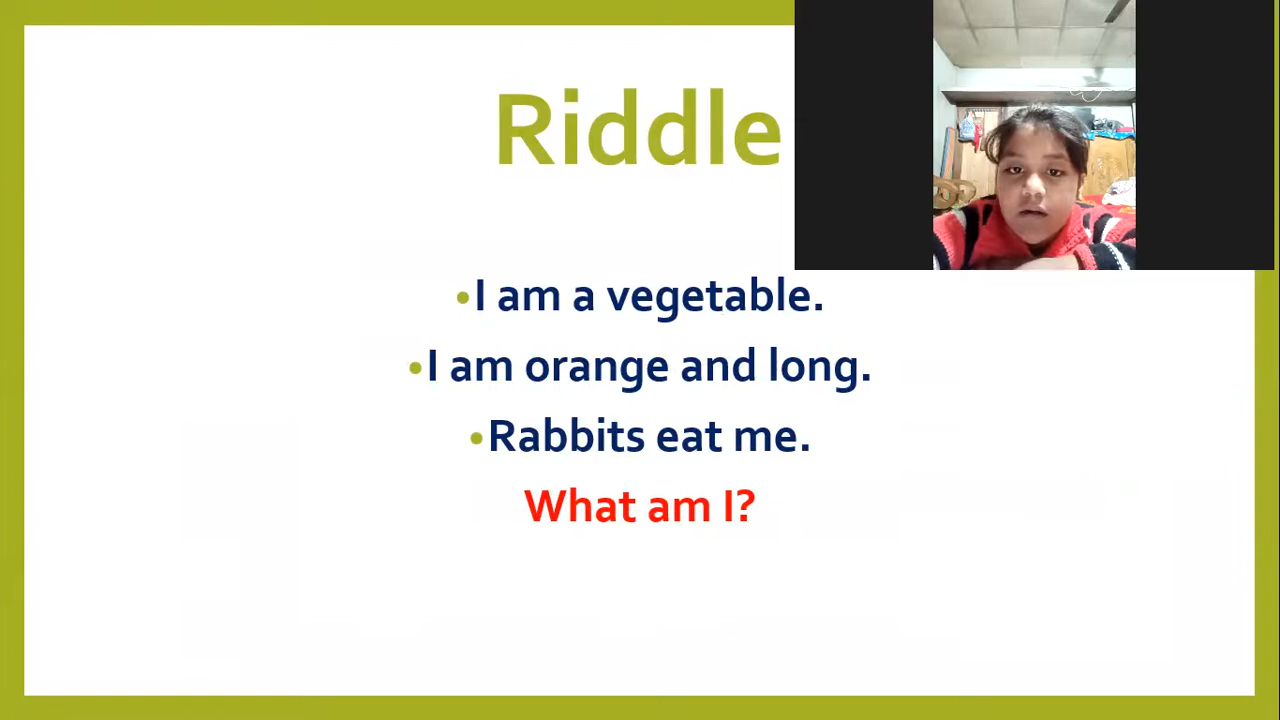 Riddle
•I am a vegetable.
•I am orange and long.
•Rabbits eat me.
What am I?